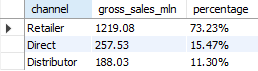 channel gross_sales_mln percentage
Retailer 1219.08 73.23%
Direct 257.53 15.47%
Distributor 188.03 11.30%